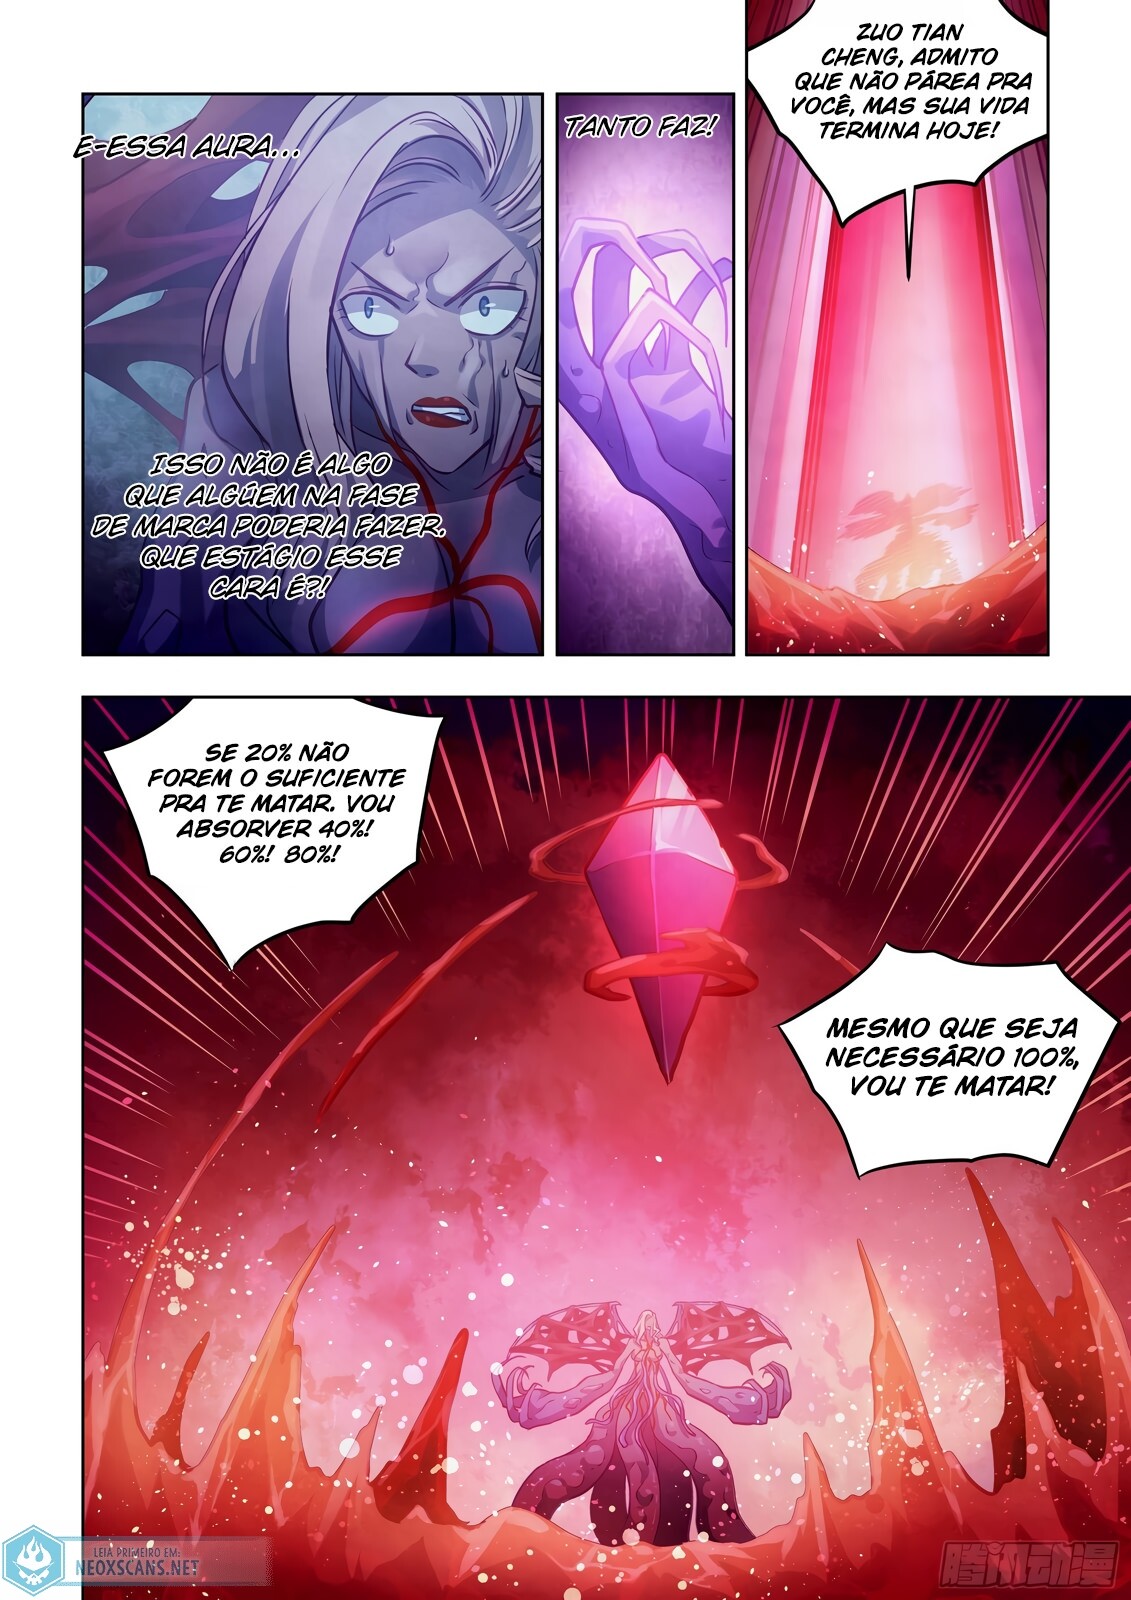 E-ESSA AURA...
ISSO NÃO É ALGO
QUE ALGÚEM NA FASE
DE MARCA PODERIA FAZER.
QUE ESTÁGIO ESSE
CARA É?!
TANTO FAZ!
ZUO TIAN
CHENG, ADMITO
QUE NÃO PÁREA PRA
VOCÊ, MAS SUA VIDA
TERMINA HOJE!
SE 20% NÃO
FOREM O SUFICIENTE
PRA TE MATAR. VOU
ABSORVER 40%!
60%! 80%!
MESMO QUE SEJA
NECESSÁRIO 100%,
VOU TE MATAR!
LEIA PRIMEIRO EM:
NEOXSCANS.NET
腾讯动漫